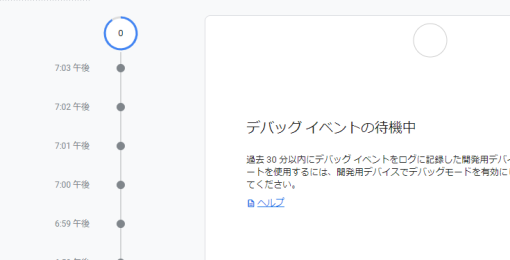 0
7:03 午後
7:02 午後
7:01 午後
7:00 午後
6:59 午後
デバッグ イベントの待機中
過去 30 分以内にデバッグ イベントをログに記録した開発用デバイ
ートを使用するには、開発用デバイスでデバッグモードを有効に
てください。
ヘルプ